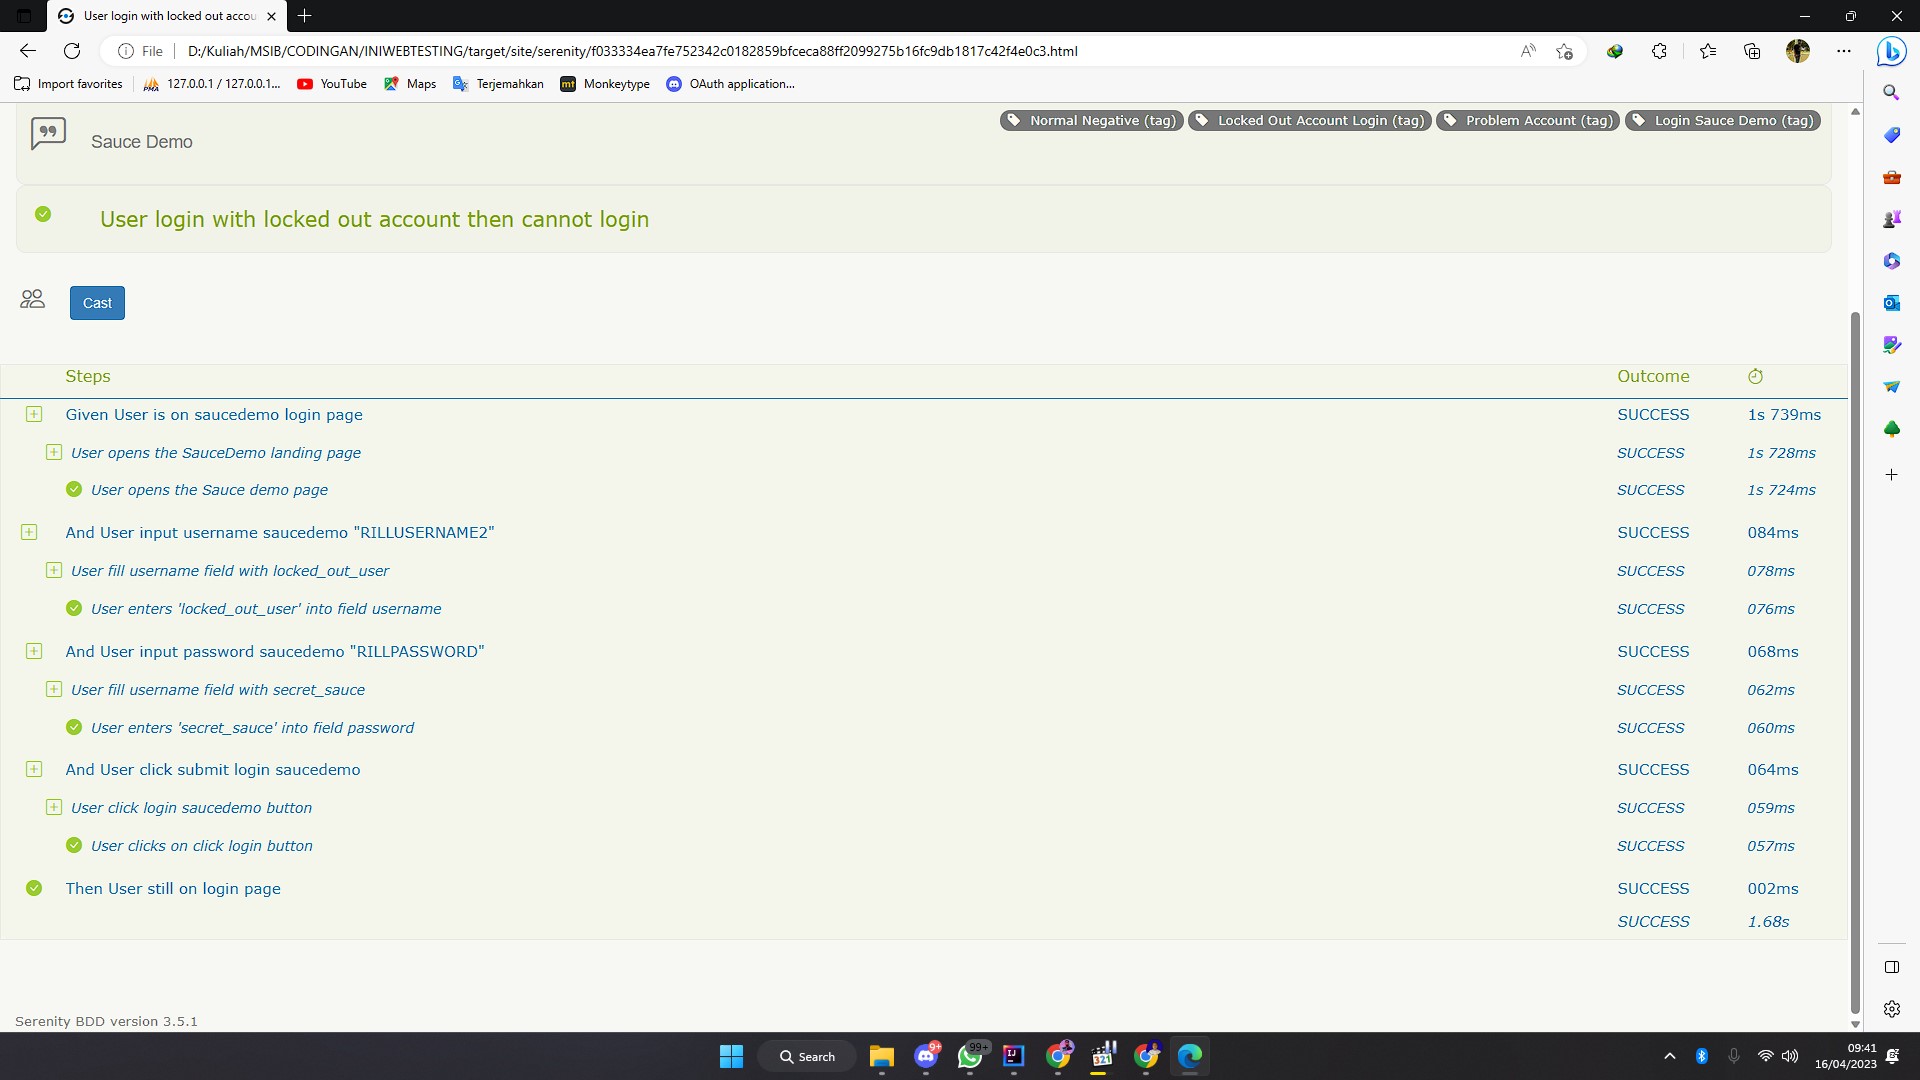 User login with locked out accou
File
D:/Kuliah/MSIB/CODINGAN/INIWEBTESTING/target/site/serenity/f033334ea7fe752342c0182859bfceca88ff2099275b16fc9db1817c42f4e0c3.html
Import favorites 127.0.0.1 / 127.0.0.1... YouTube Maps Terjemahkan mt Monkeytype OAuth application...
Sauce Demo
Normal Negative (tag) Locked Out Account Login (tag) Problem Account (tag) Login Sauce Demo (tag)
User login with locked out account then cannot login
Cast
Steps Outcome
Given User is on saucedemo login page SUCCESS 1s 739ms
User opens the SauceDemo landing page SUCCESS 1s 728ms
User opens the Sauce demo page SUCCESS 1s 724ms
And User input username saucedemo "RILLUSERNAME2" SUCCESS 084ms
User fill username field with locked_out_user SUCCESS 078ms
User enters 'locked_out_user' into field username SUCCESS 076ms
And User input password saucedemo "RILLPASSWORD" SUCCESS 068ms
User fill username field with secret_sauce SUCCESS 062ms
User enters 'secret_sauce' into field password SUCCESS 060ms
And User click submit login saucedemo SUCCESS 064ms
User click login saucedemo button SUCCESS 059ms
User clicks on click login button SUCCESS 057ms
Then User still on login page SUCCESS 002ms
SUCCESS 1.68s
Serenity BDD version 3.5.1
Search 9+ 99+ IJ 321 09:41
16/04/2023